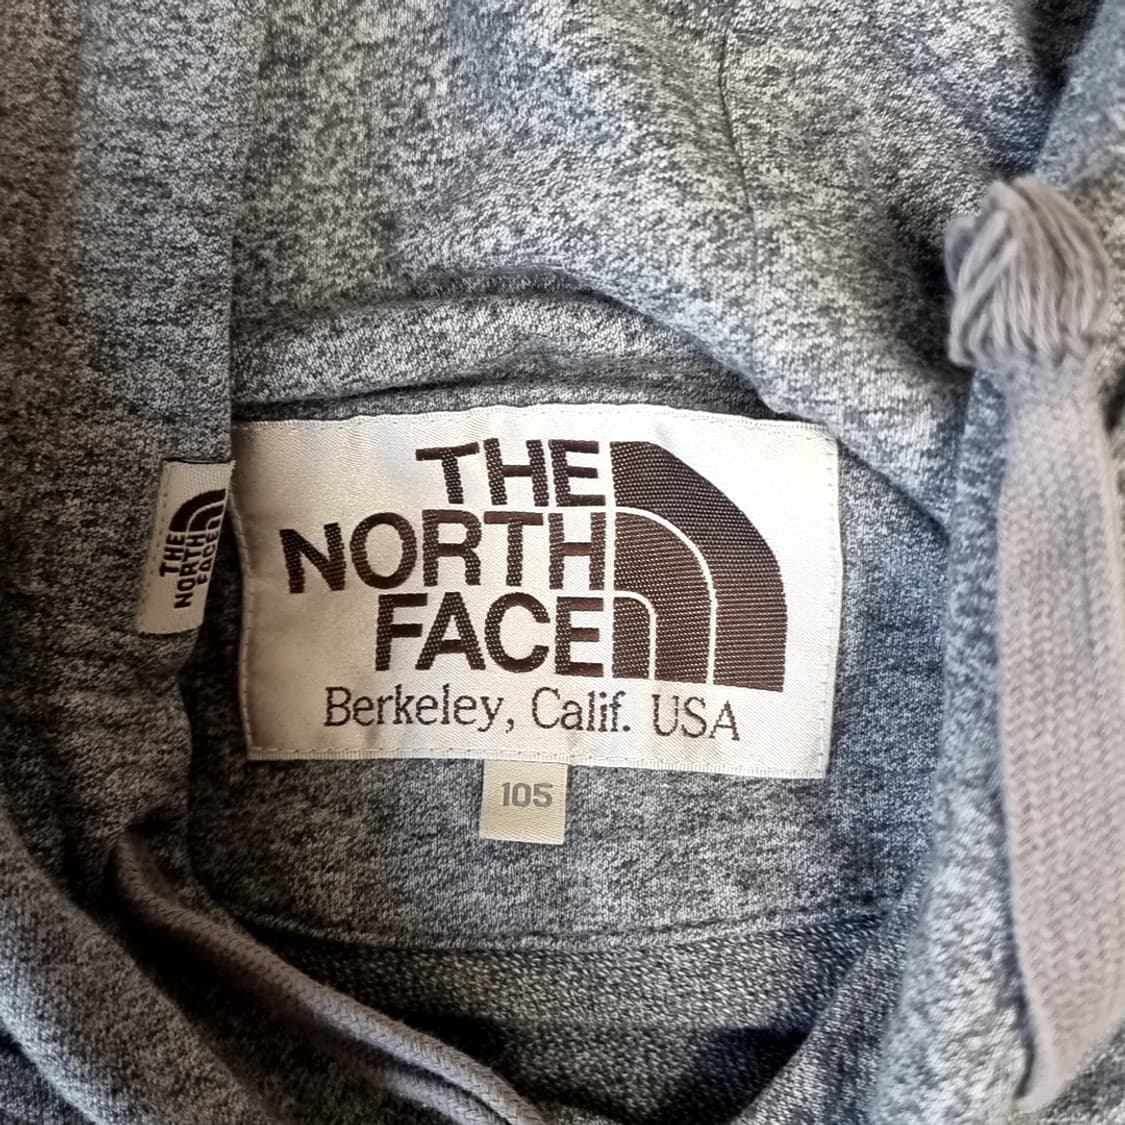 THE
NORTH
FACE
Berkeley, Calif. USA
105
THE
NORTH
FACE